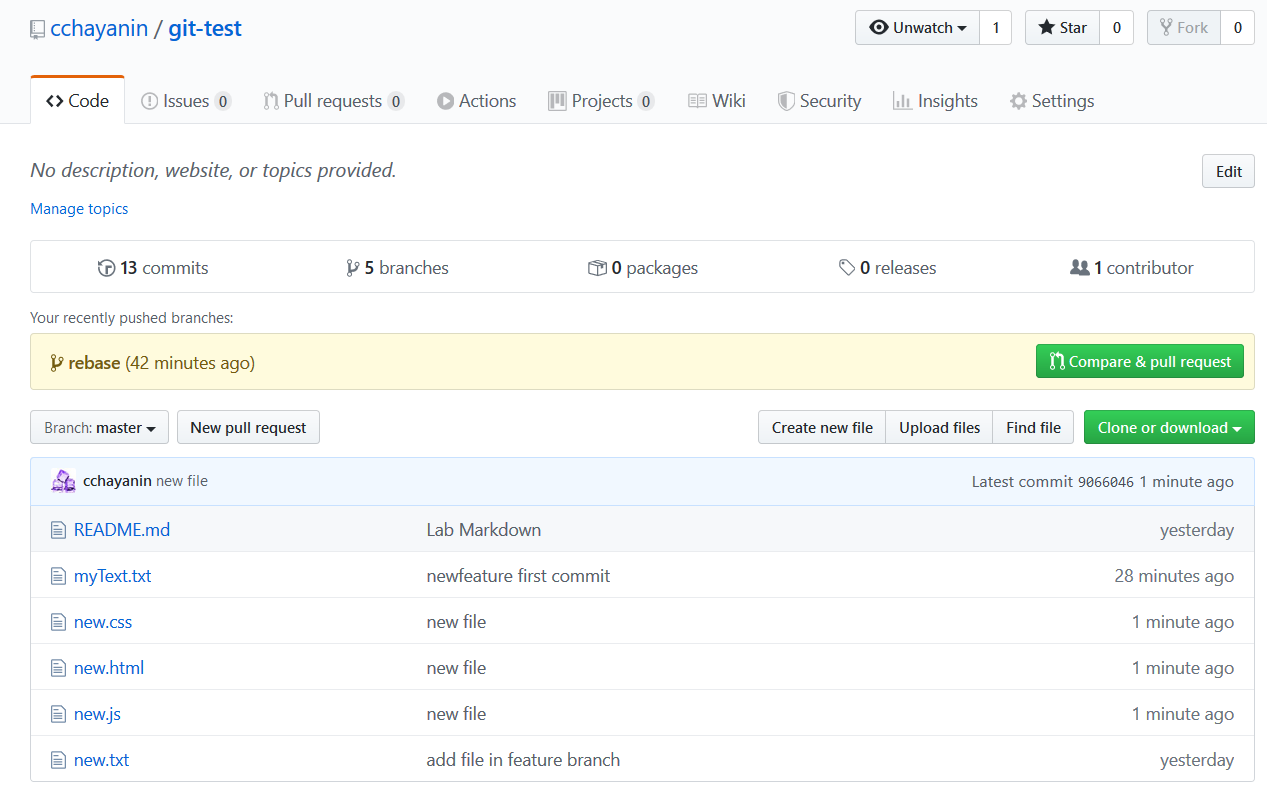 cchayanin / git-test Unwatch 1 Star 0 Fork 0
Code Issues 0 Pull requests 0 Actions Projects 0 Wiki Security Insights Settings
No description, website, or topics provided. Edit
Manage topics
13 commits 5 branches 0 packages 0 releases 1 contributor
Your recently pushed branches:
rebase (42 minutes ago) Compare & pull request
Branch: master New pull request Create new file Upload files Find file Clone or download
cchayanin new file Latest commit 9066046 1 minute ago
README.md Lab Markdown yesterday
myText.txt newfeature first commit 28 minutes ago
new.css new file 1 minute ago
new.html new file 1 minute ago
new.js new file 1 minute ago
new.txt add file in feature branch yesterday